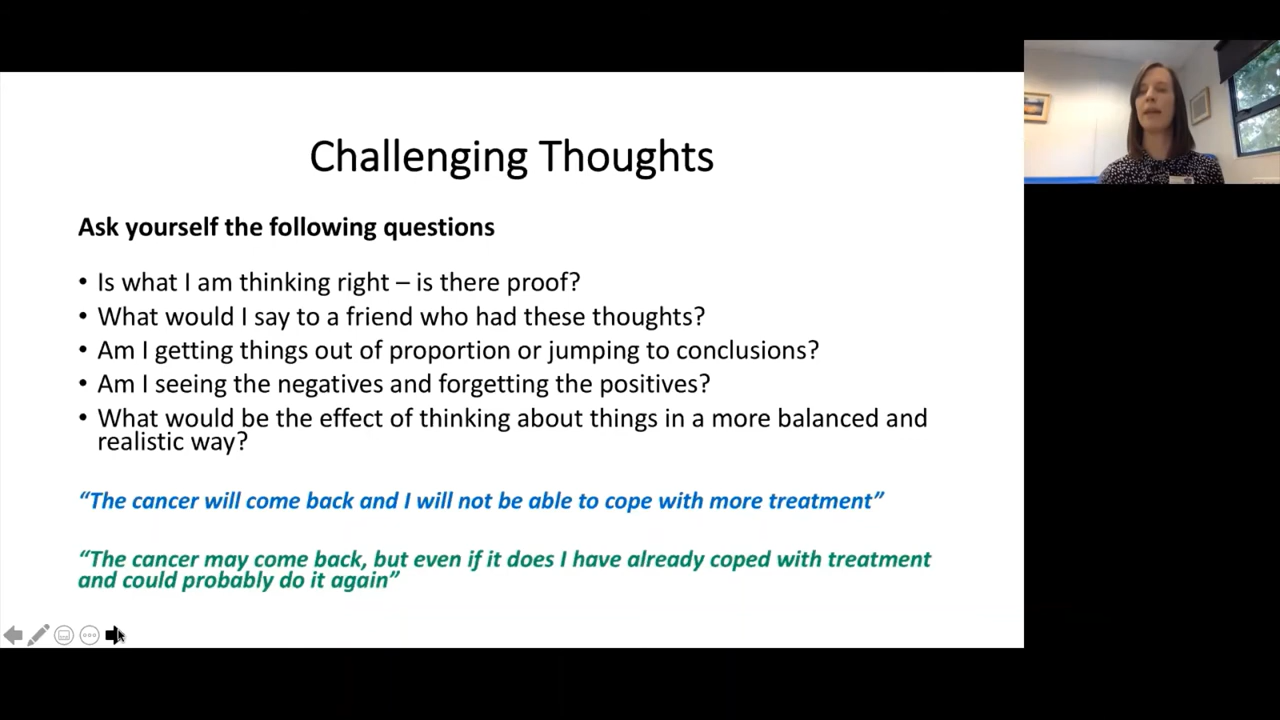 Challenging Thoughts
Ask yourself the following questions
• Is what I am thinking right – is there proof?
• What would I say to a friend who had these thoughts?
• Am I getting things out of proportion or jumping to conclusions?
• Am I seeing the negatives and forgetting the positives?
• What would be the effect of thinking about things in a more balanced and
realistic way?
“The cancer will come back and I will not be able to cope with more treatment”
“The cancer may come back, but even if it does I have already coped with treatment
and could probably do it again”